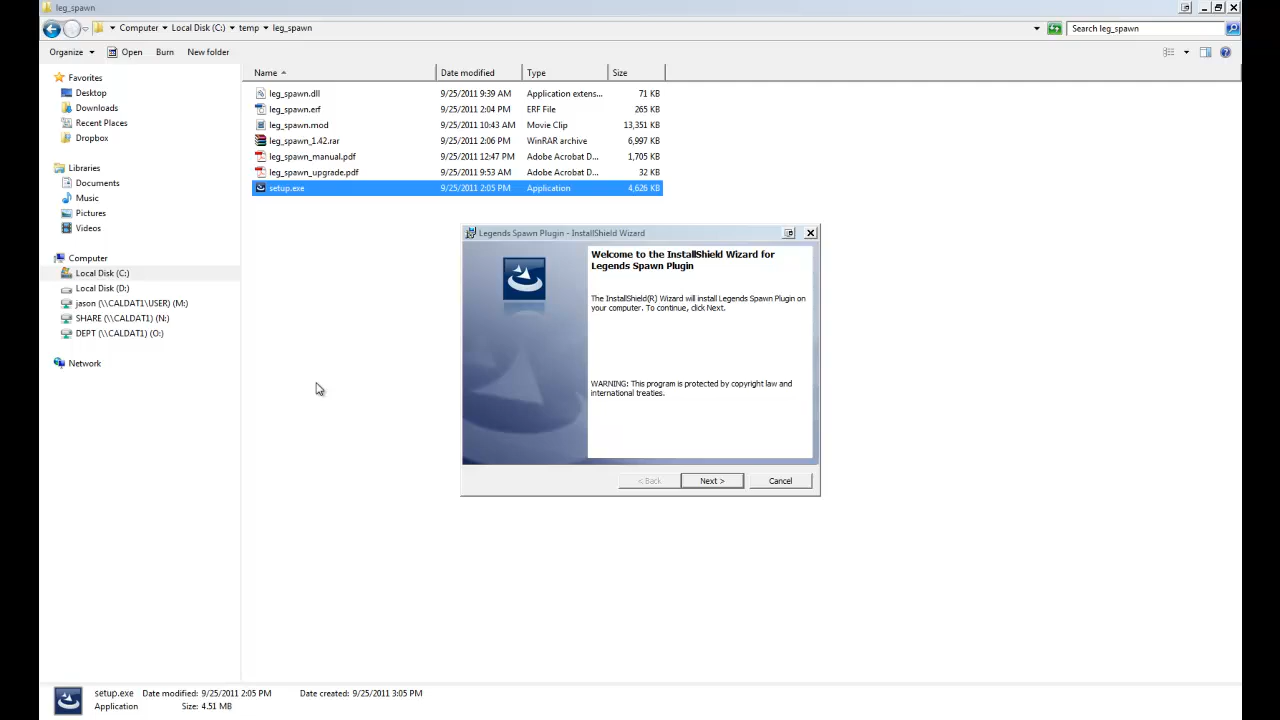 leg_spawn
Computer Local Disk (C:) temp leg_spawn
Search leg_spawn
Organize Open Burn New folder
Name Date modified Type Size
leg_spawn.dll 9/25/2011 9:39 AM Application extens... 71 KB
leg_spawn.erf 9/25/2011 2:04 PM ERF File 265 KB
leg_spawn.mod 9/25/2011 10:43 AM Movie Clip 13,351 KB
leg_spawn_1.42.rar 9/25/2011 2:06 PM WinRAR archive 6,997 KB
leg_spawn_manual.pdf 9/25/2011 12:47 PM Adobe Acrobat D... 1,705 KB
leg_spawn_upgrade.pdf 9/25/2011 9:53 AM Adobe Acrobat D... 32 KB
setup.exe 9/25/2011 2:05 PM Application 4,626 KB
Favorites
Desktop
Downloads
Recent Places
Dropbox
Libraries
Documents
Music
Pictures
Videos
Computer
Local Disk (C:)
Local Disk (D:)
jason (\\CALDAT1\USER) (M:)
SHARE (\\CALDAT1) (N:)
DEPT (\\CALDAT1) (O:)
Network
Legends Spawn Plugin - InstallShield Wizard
Welcome to the InstallShield Wizard for
Legends Spawn Plugin
The InstallShield(R) Wizard will install Legends Spawn Plugin on
your computer. To continue, click Next.
WARNING: This program is protected by copyright law and
international treaties.
< Back Next > Cancel
setup.exe Date modified: 9/25/2011 2:05 PM Date created: 9/25/2011 3:05 PM
Application Size: 4.51 MB